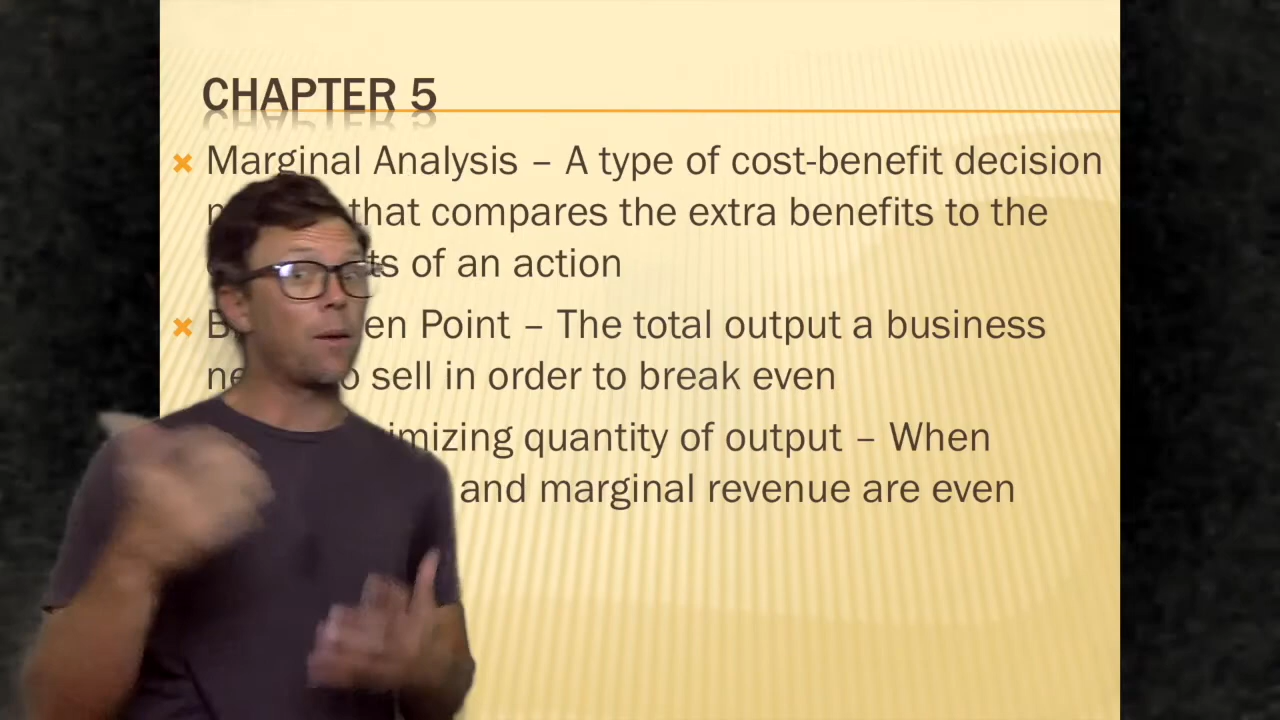 CHAPTER 5
Marginal Analysis – A type of cost-benefit decision
that compares the extra benefits to the
of an action
Point – The total output a business
sell in order to break even
quantity of output – When
and marginal revenue are even